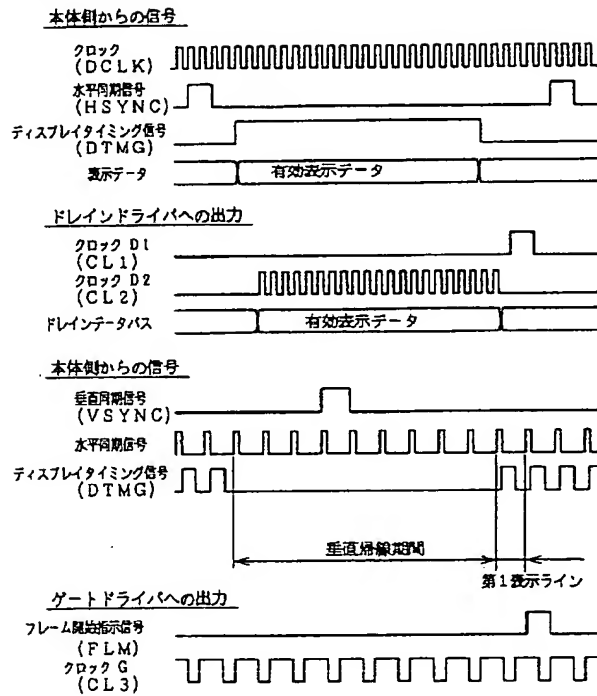 本体側からの信号
クロック
(DCLK)
水平同期信号
(HSYNC)
ディスプレイタイミング信号
(DTMG)
表示データ
有効表示データ
ドレインドライバへの出力
クロック D1
(CL1)
クロック D2
(CL2)
ドレインデータバス
有効表示データ
本体側からの信号
垂直同期信号
(VSYNC)
水平同期信号
ディスプレイタイミング信号
(DTMG)
垂直帰線期間
第1表示ライン
ゲートドライバへの出力
フレーム開始指示信号
(FLM)
クロック G
(CL3)